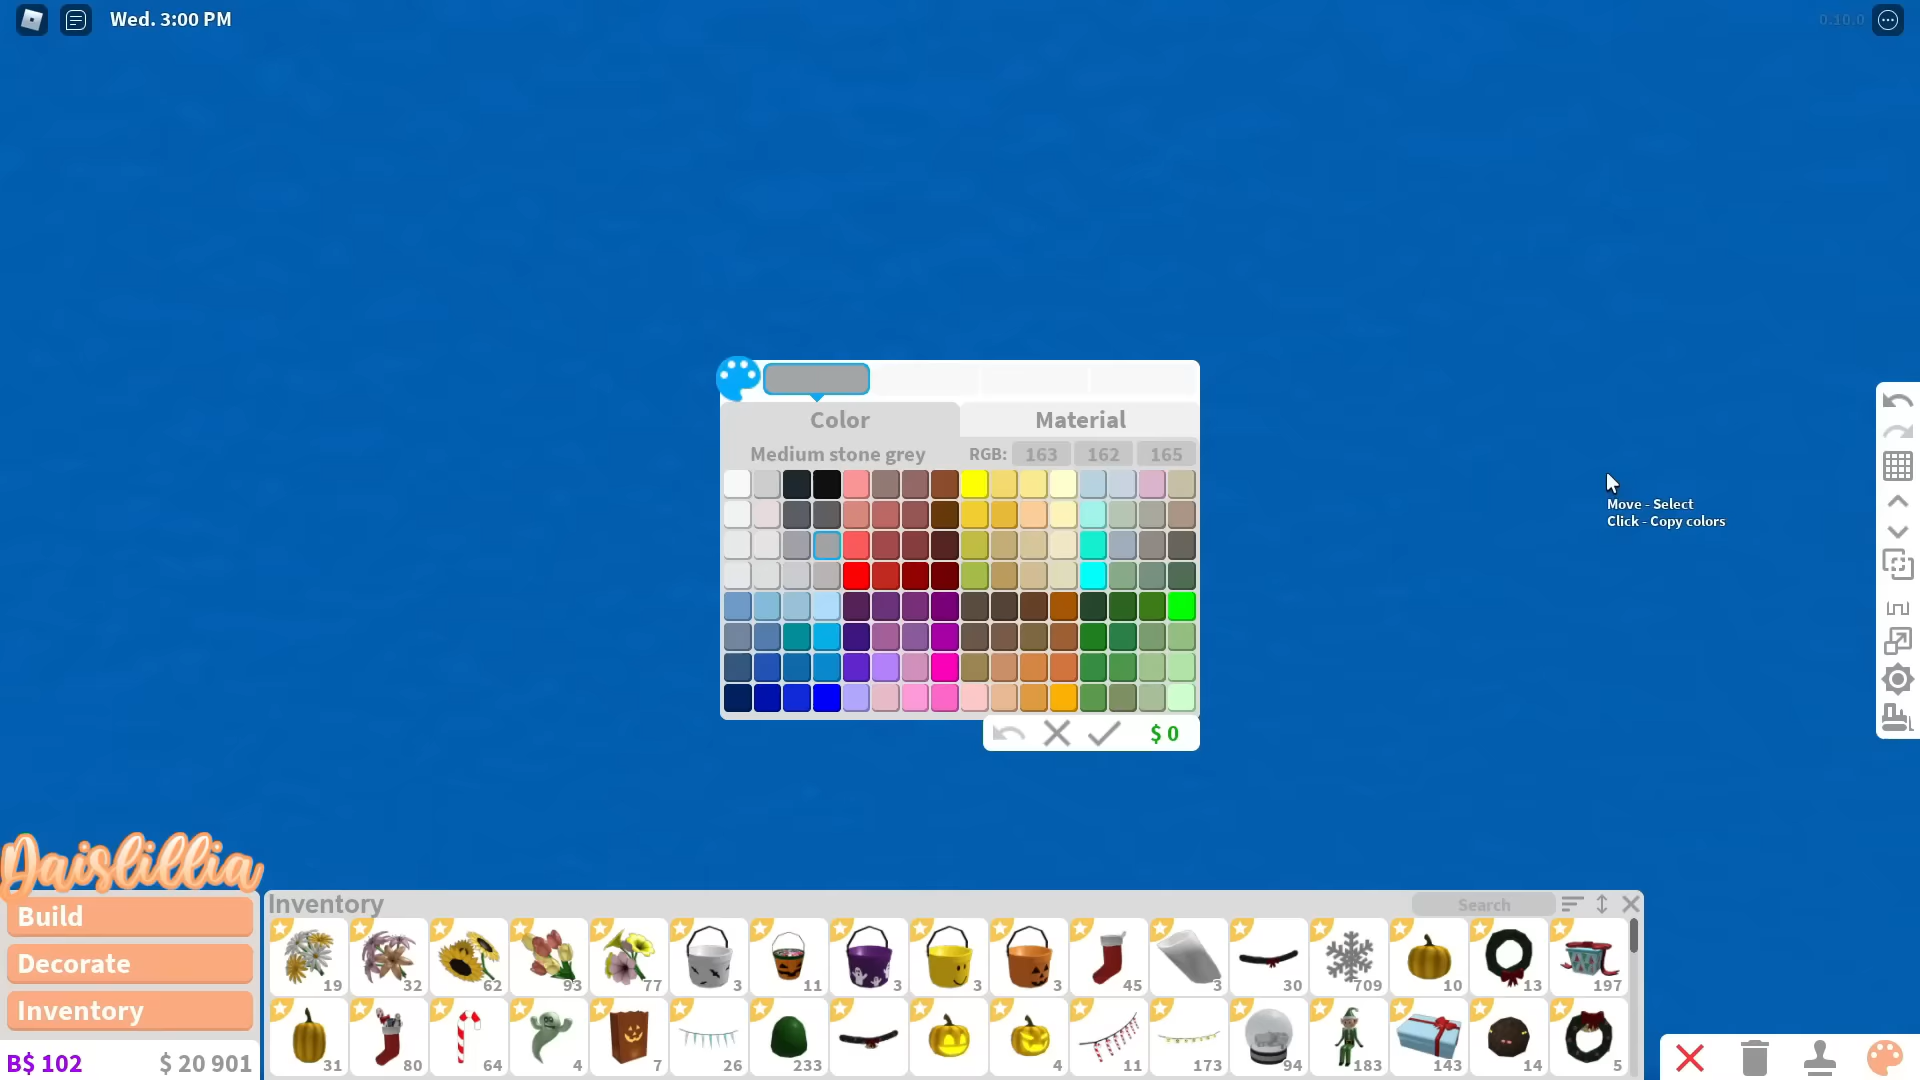 Wed. 3:00 PM
0.10.0
Color
Material
Medium stone grey
RGB: 163 162 165
Move - Select
Click - Copy colors
$ 0
Daislillia
Build
Decorate
Inventory
B$ 102
$ 20 901
Inventory
Search
19 32 62 93 77 3 11 3 3 3 45 3 30 709 10 13 197
31 80 64 4 7 26 233 4 11 173 94 183 143 14 5